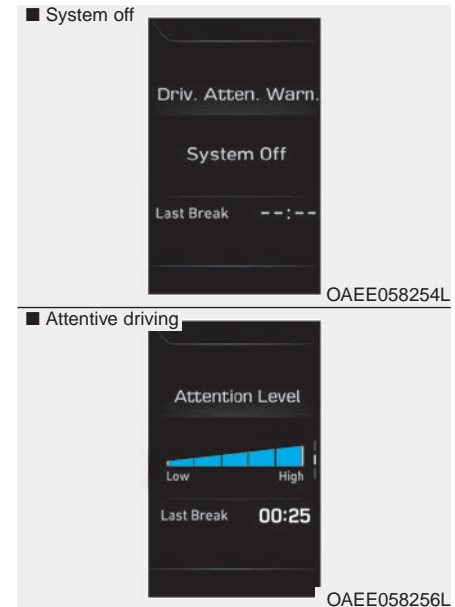 ■ System off
Driv. Atten. Warn.
System Off
Last Break --:--
OAEE058254L
■ Attentive driving
Attention Level
Low High
Last Break 00:25
OAEE058256L